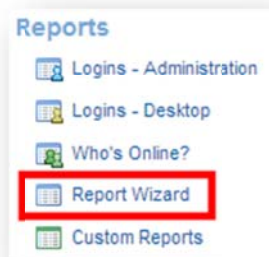 Reports
Logins - Administration
Logins - Desktop
Who's Online?
Report Wizard
Custom Reports